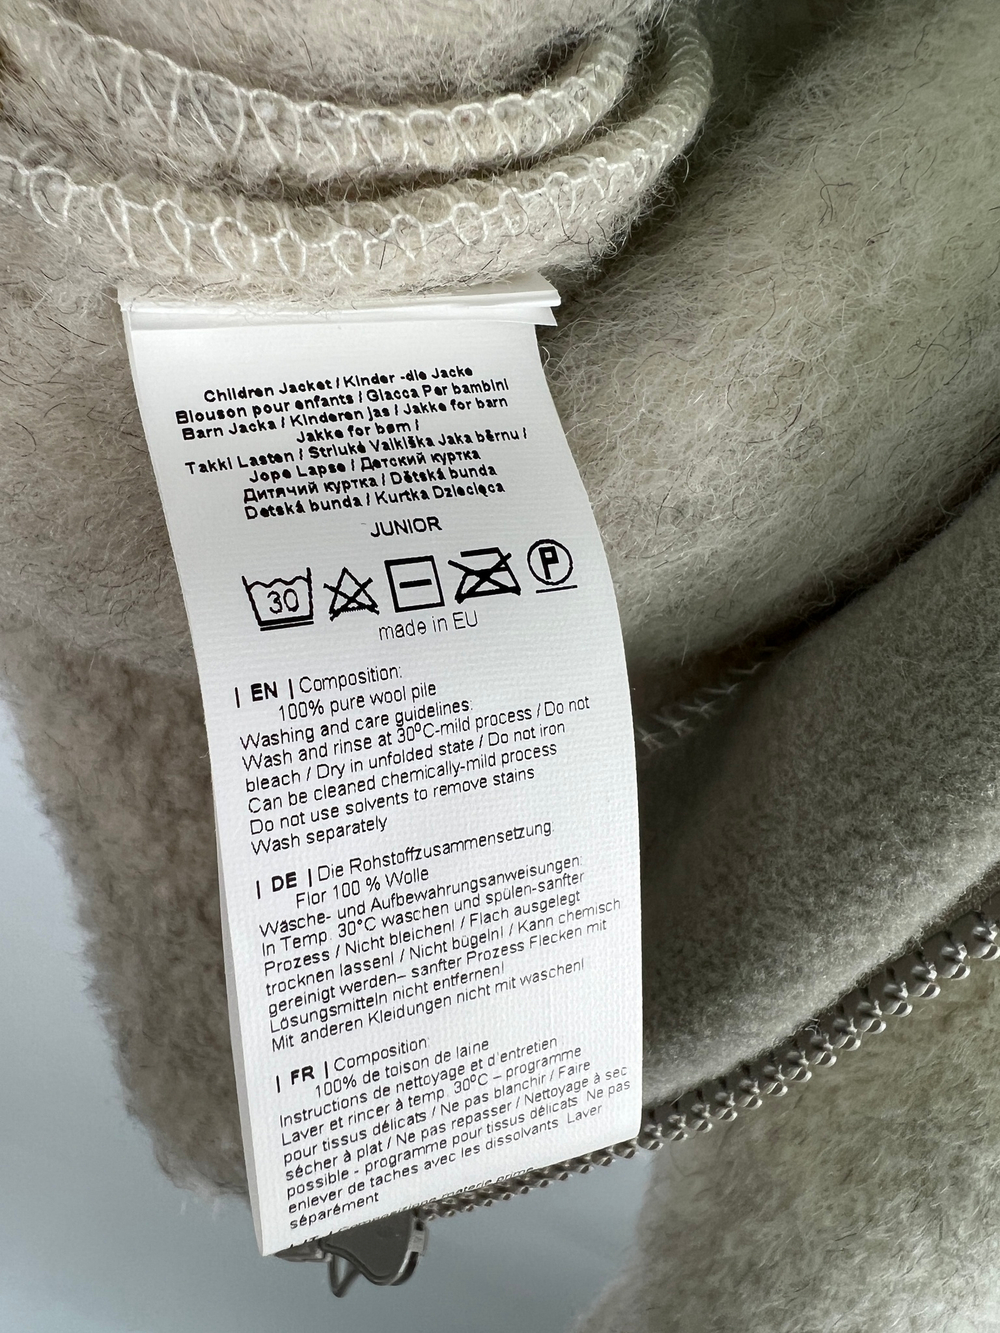 Children Jacket / Kinder -die Jacke
Blouson pour enfants / Giacca Per bambini
Barn Jacka / Kinderen jas / Jakke for barn
Jakke for børn /
Takki Lasten / Striukė Vaikiška Jaka bērnu /
Jope Lapse / Детский куртка
Дитячий куртка / Dětská bunda
Detská bunda / Kurtka Dziecięca
JUNIOR
30 P
made in EU
| EN | Composition:
100% pure wool pile
Washing and care guidelines:
Wash and rinse at 30ºC-mild process / Do not
bleach / Dry in unfolded state / Do not iron
Can be cleaned chemically-mild process
Do not use solvents to remove stains
Wash separately
| DE | Die Rohstoffzusammensetzung:
Flor 100 % Wolle
Wäsche- und Aufbewahrungsanweisungen:
In Temp. 30°C waschen und spülen-sanfter
Prozess / Nicht bleichen! / Flach ausgelegt
trocknen lassen! / Nicht bügeln! / Kann chemisch
gereinigt werden– sanfter Prozess Flecken mit
Lösungsmitteln nicht entfernen!
Mit anderen Kleidungen nicht mit waschen!
| FR | Composition:
100% de toison de laine
Instructions de nettoyage et d'entretien :
Laver et rincer à temp. 30ºC – programme
pour tissus délicats / Ne pas blanchir / Faire
sécher à plat / Ne pas repasser / Nettoyage à sec
possible - programme pour tissus délicats. Ne pas
enlever de taches avec les dissolvants. Laver
séparément
materie prime